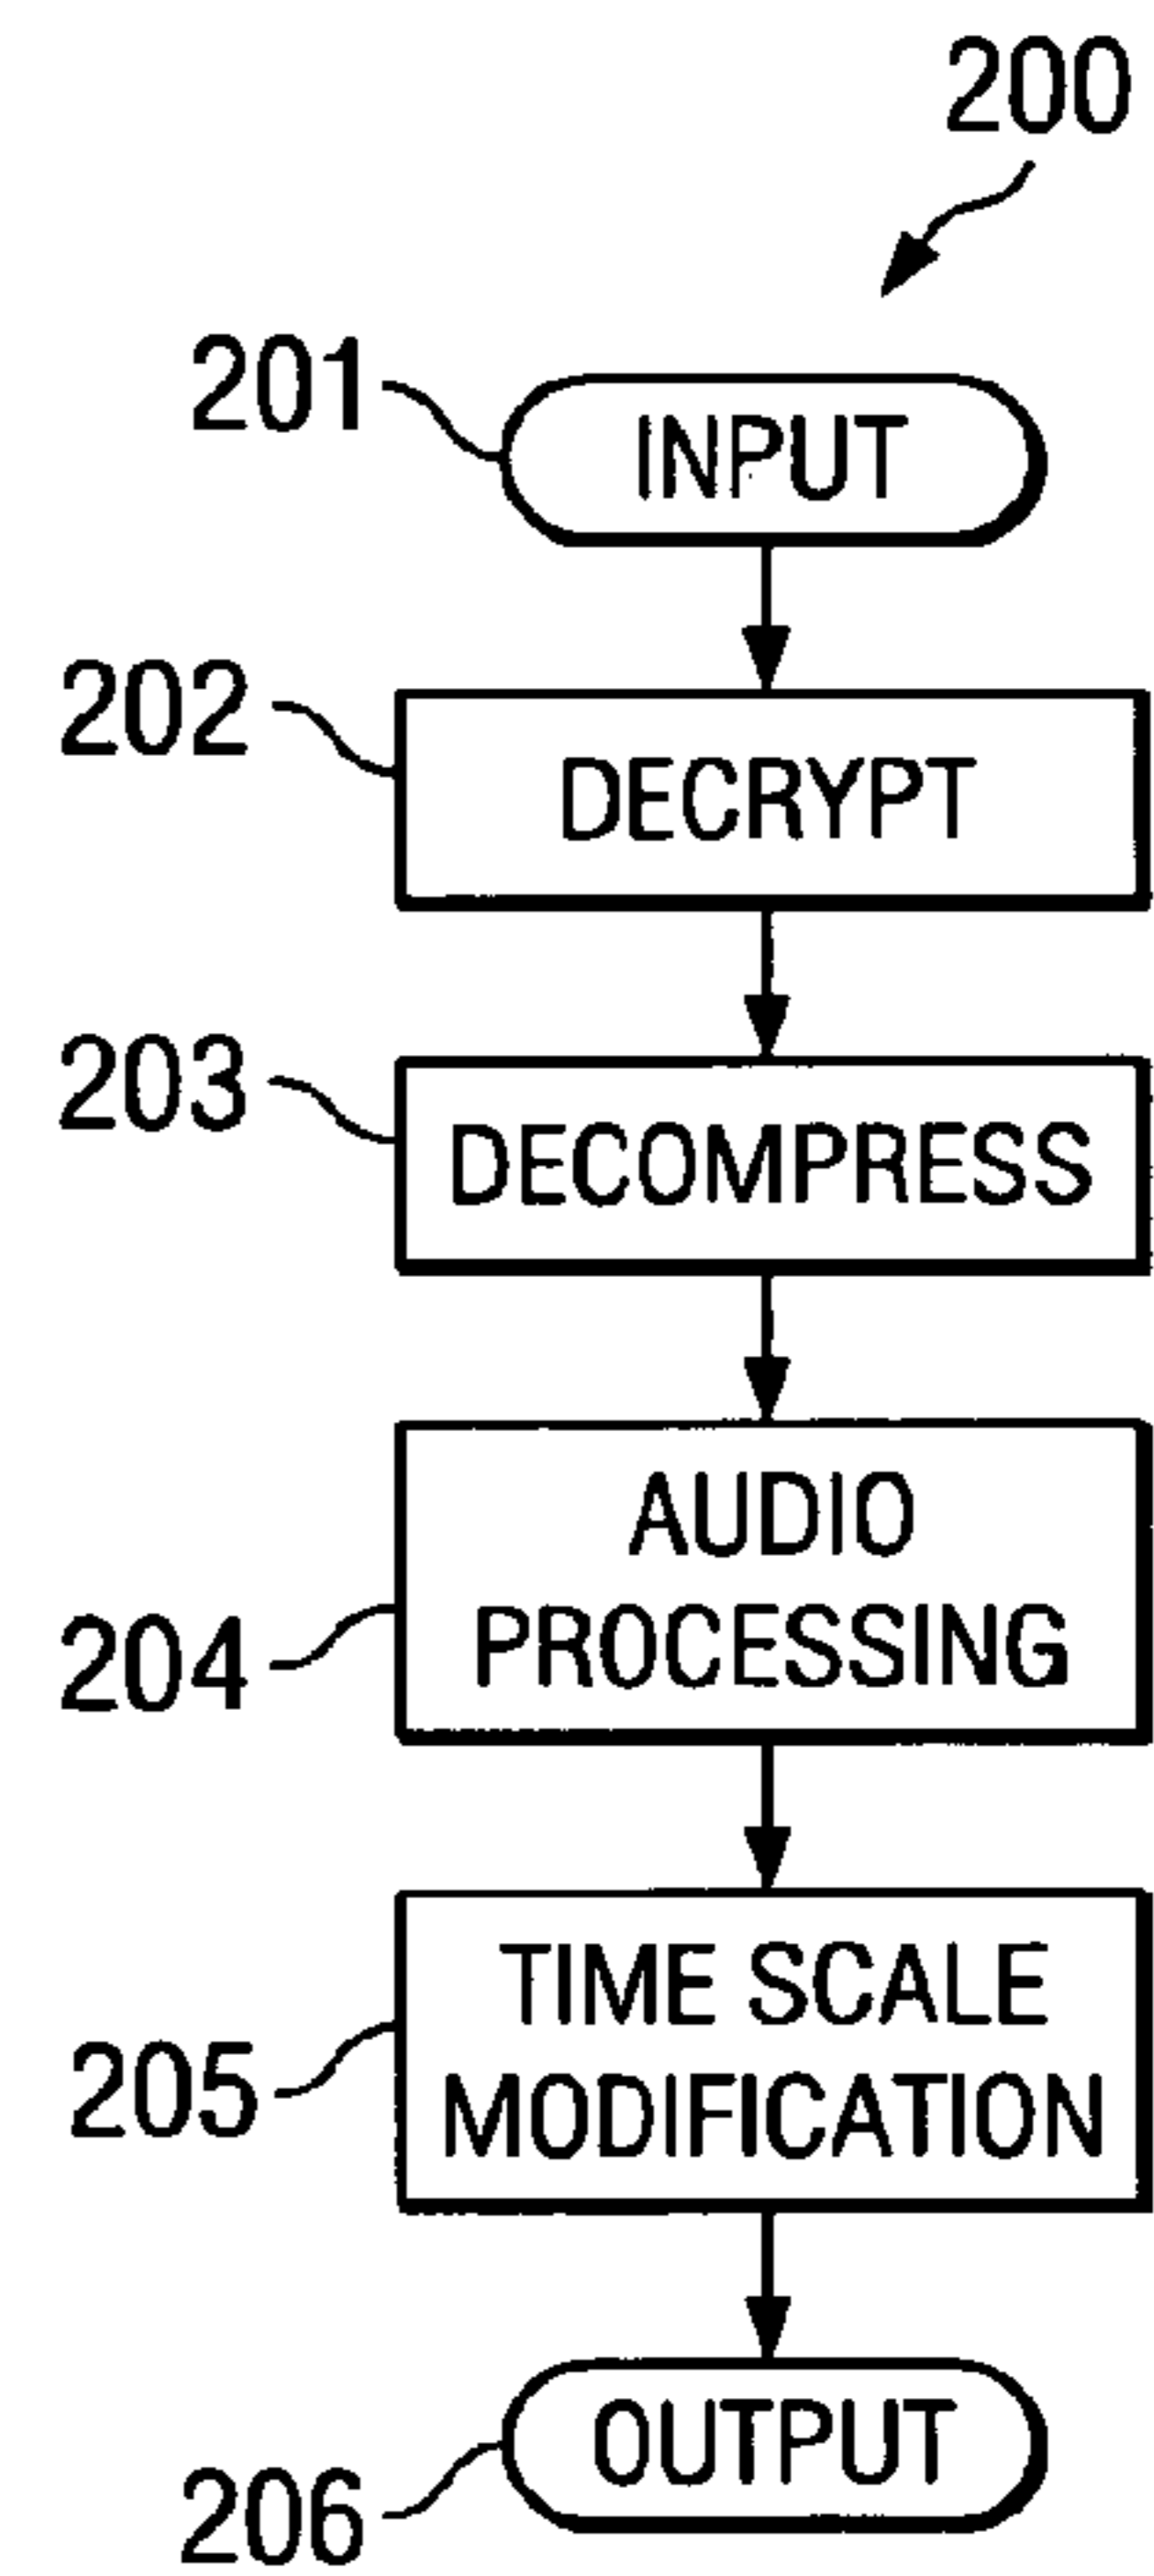 200
201
INPUT
202
DECRYPT
203
DECOMPRESS
AUDIO
PROCESSING
204
TIME SCALE
MODIFICATION
205
OUTPUT
206